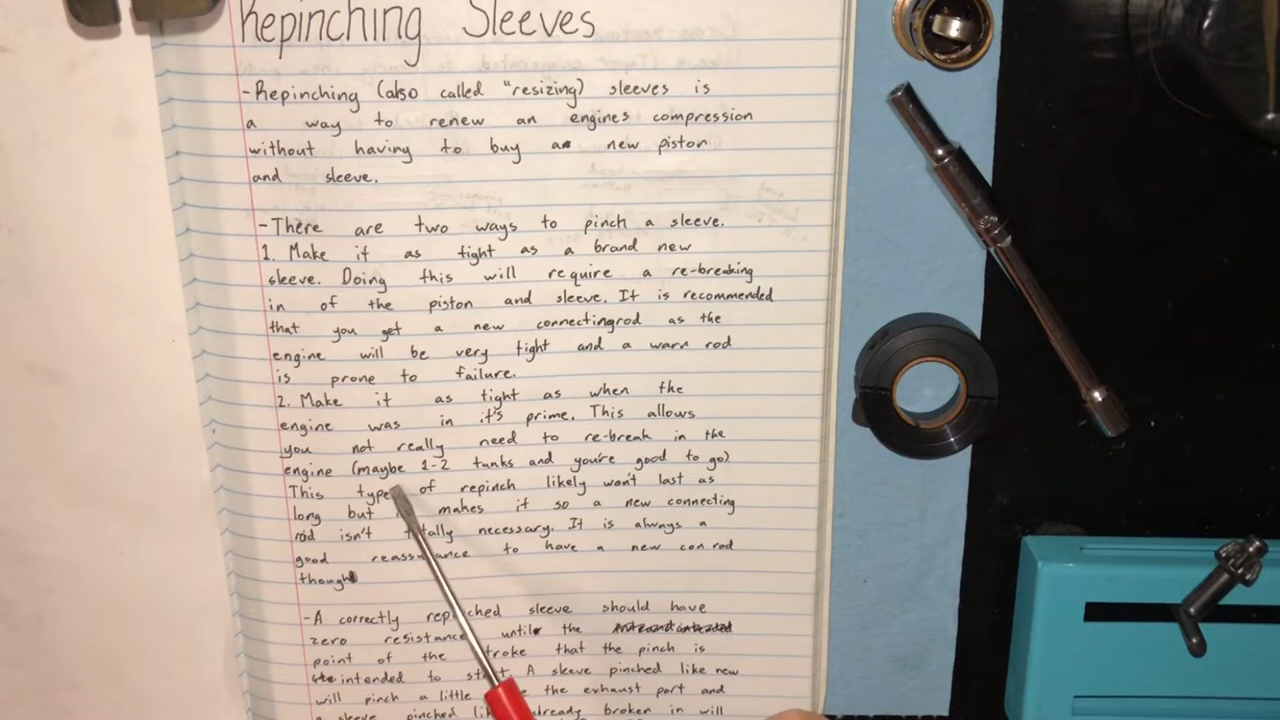 Repinching Sleeves
-Repinching (also called "resizing) sleeves is
a way to renew an engines compression
without having to buy a new piston
and sleeve.
-There are two ways to pinch a sleeve.
1. Make it as tight as a brand new
sleeve. Doing this will require a re-breaking
in of the piston and sleeve. It is recommended
that you get a new connectingrod as the
engine will be very tight and a warn rod
is prone to failure.
2. Make it as tight as when the
engine was in it's prime. This allows
you not really need to re-break in the
engine (maybe 1-2 tanks and you're good to go)
This type of repinch likely won't last as
long but makes it so a new connecting
rod isn't totally necessary. It is always a
good reassurance to have a new con rod
though
-A correctly repinched sleeve should have
zero resistance until the
point of the stroke that the pinch is
intended to start. A sleeve pinched like new
will pinch a little the exhaust port and
a sleeve pinched like already broken in will